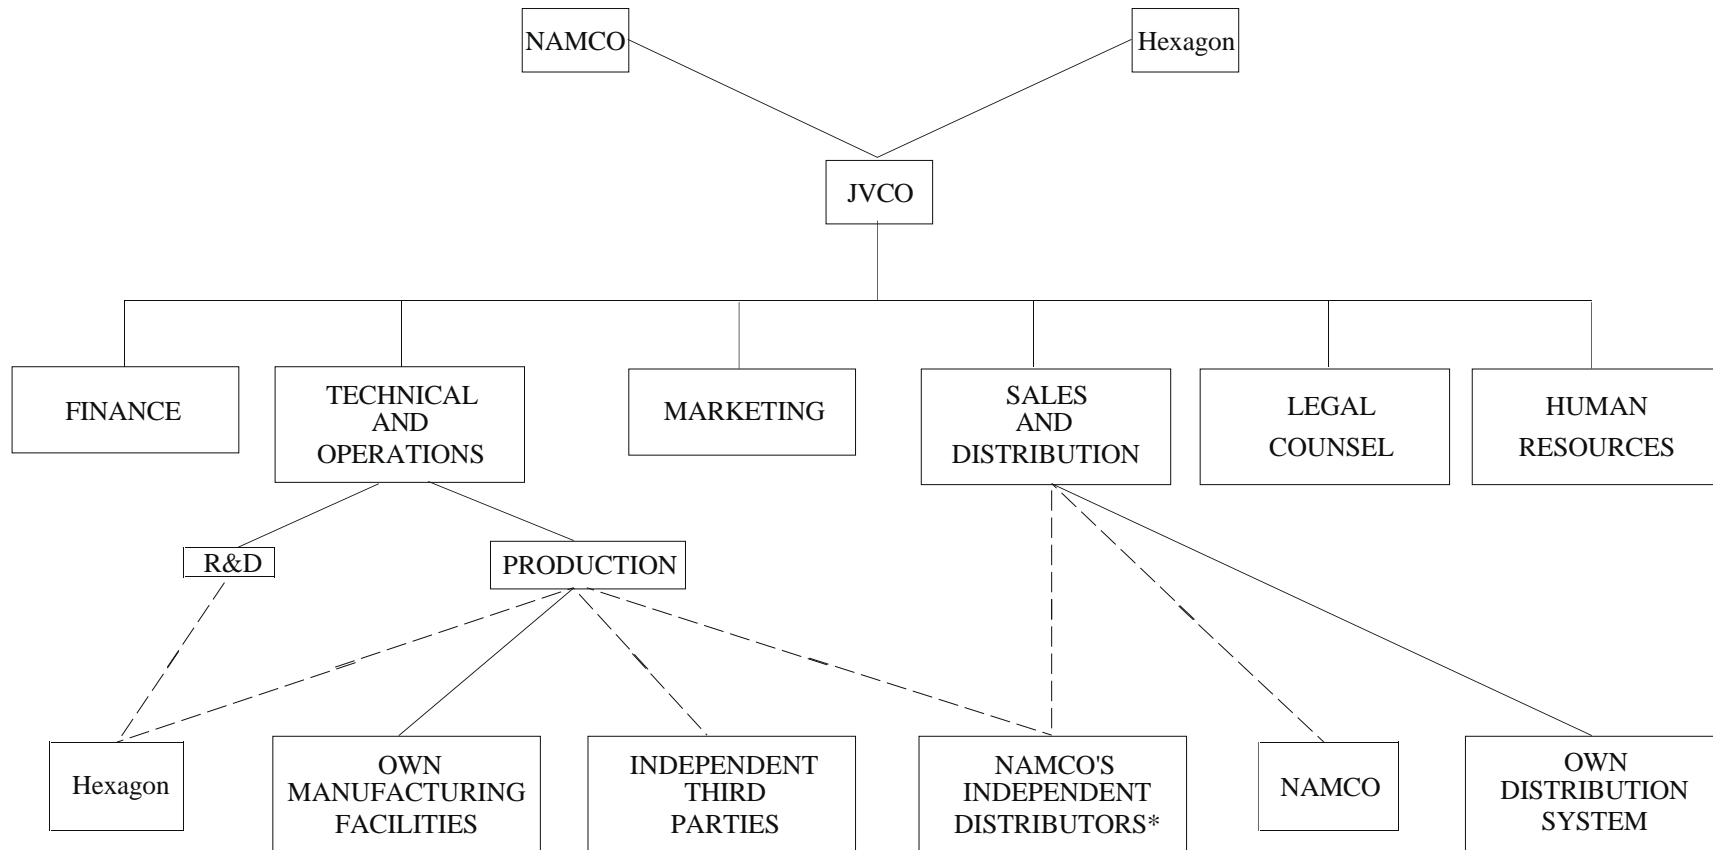 NAMCO
Hexagon
JVCO
FINANCE
TECHNICAL
AND
OPERATIONS
MARKETING
SALES
AND
DISTRIBUTION
LEGAL
COUNSEL
HUMAN
RESOURCES
R&D
PRODUCTION
Hexagon
OWN
MANUFACTURING
FACILITIES
INDEPENDENT
THIRD
PARTIES
NAMCO'S
INDEPENDENT
DISTRIBUTORS*
NAMCO
OWN
DISTRIBUTION
SYSTEM